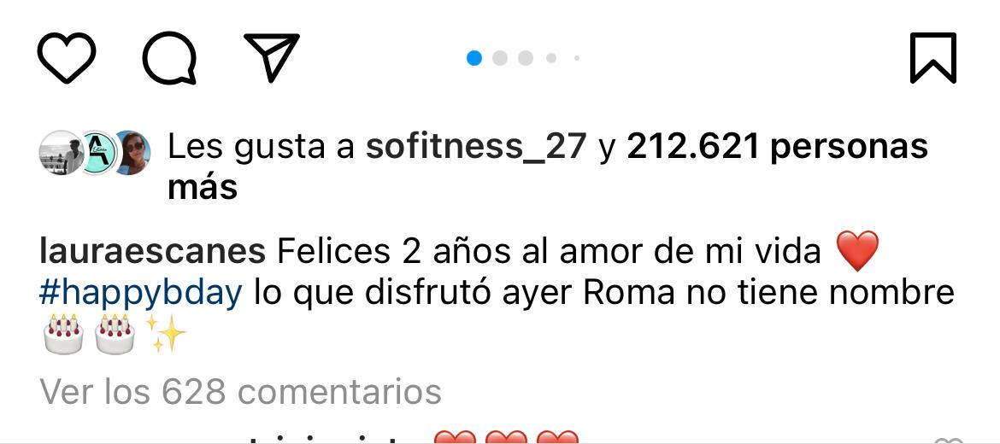 Les gusta a sofitness_27 y 212.621 personas
más
lauraescanes Felices 2 años al amor de mi vida ❤️
#happybday lo que disfrutó ayer Roma no tiene nombre
🎂🎂✨
Ver los 628 comentarios
❤️❤️❤️